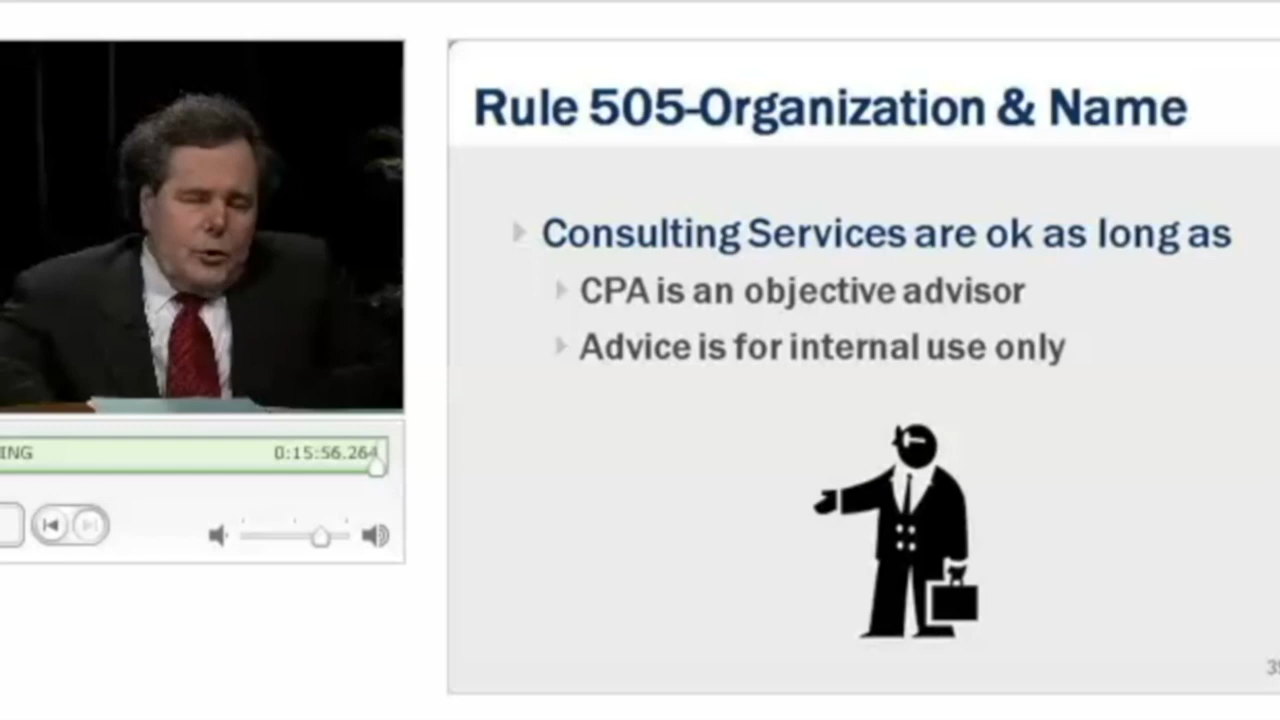 Rule 505-Organization & Name
Consulting Services are ok as long as
CPA is an objective advisor
Advice is for internal use only
ING
0:15:56.264